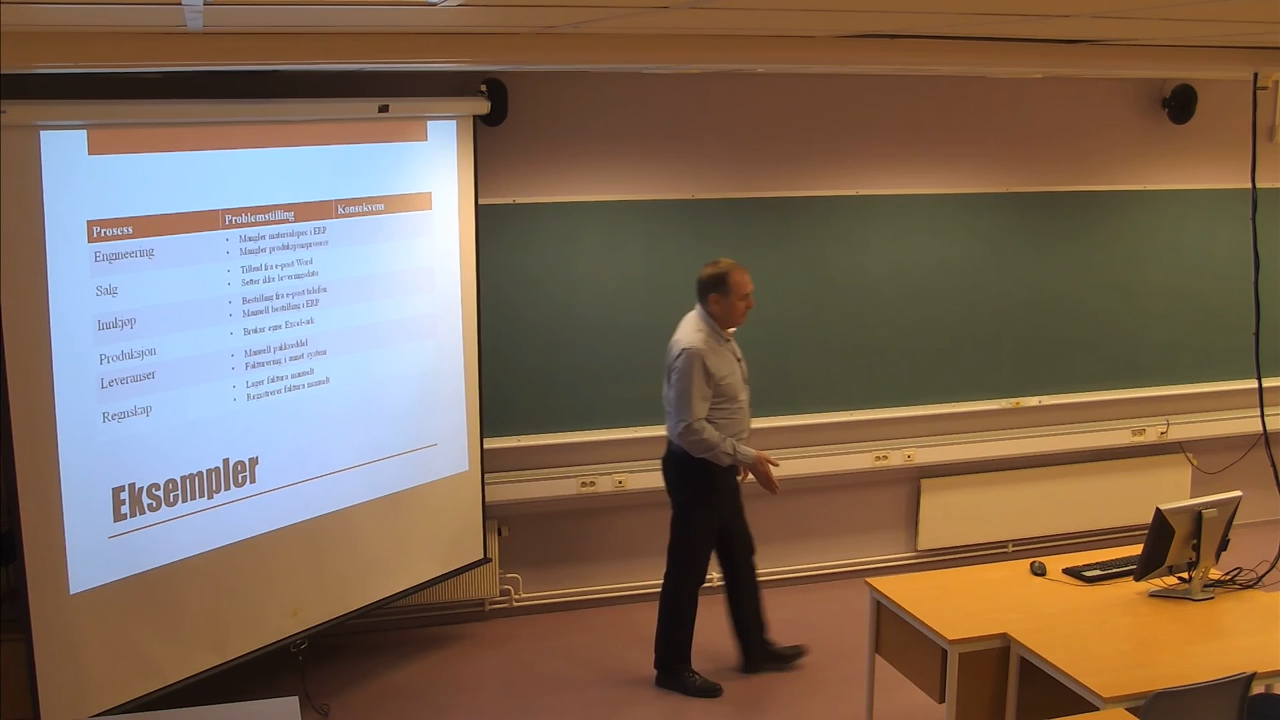 Prosess Problemstilling Konsekvens
Engineering
• Mangler materialspec i ERP
• Mangler produksjonsprosess
Salg
• Tilbud fra e-post Word
• Setter ikke leveringsdato
Innkjøp
• Bestilling fra e-post/telefon
• Manuell bestilling i ERP
Produksjon
• Bruker egne Excel-ark
Leveranser
• Manuell pakkseddel
• Fakturering i annet system
Regnskap
• Lager faktura manuelt
• Registrerer faktura manuelt
Eksempler